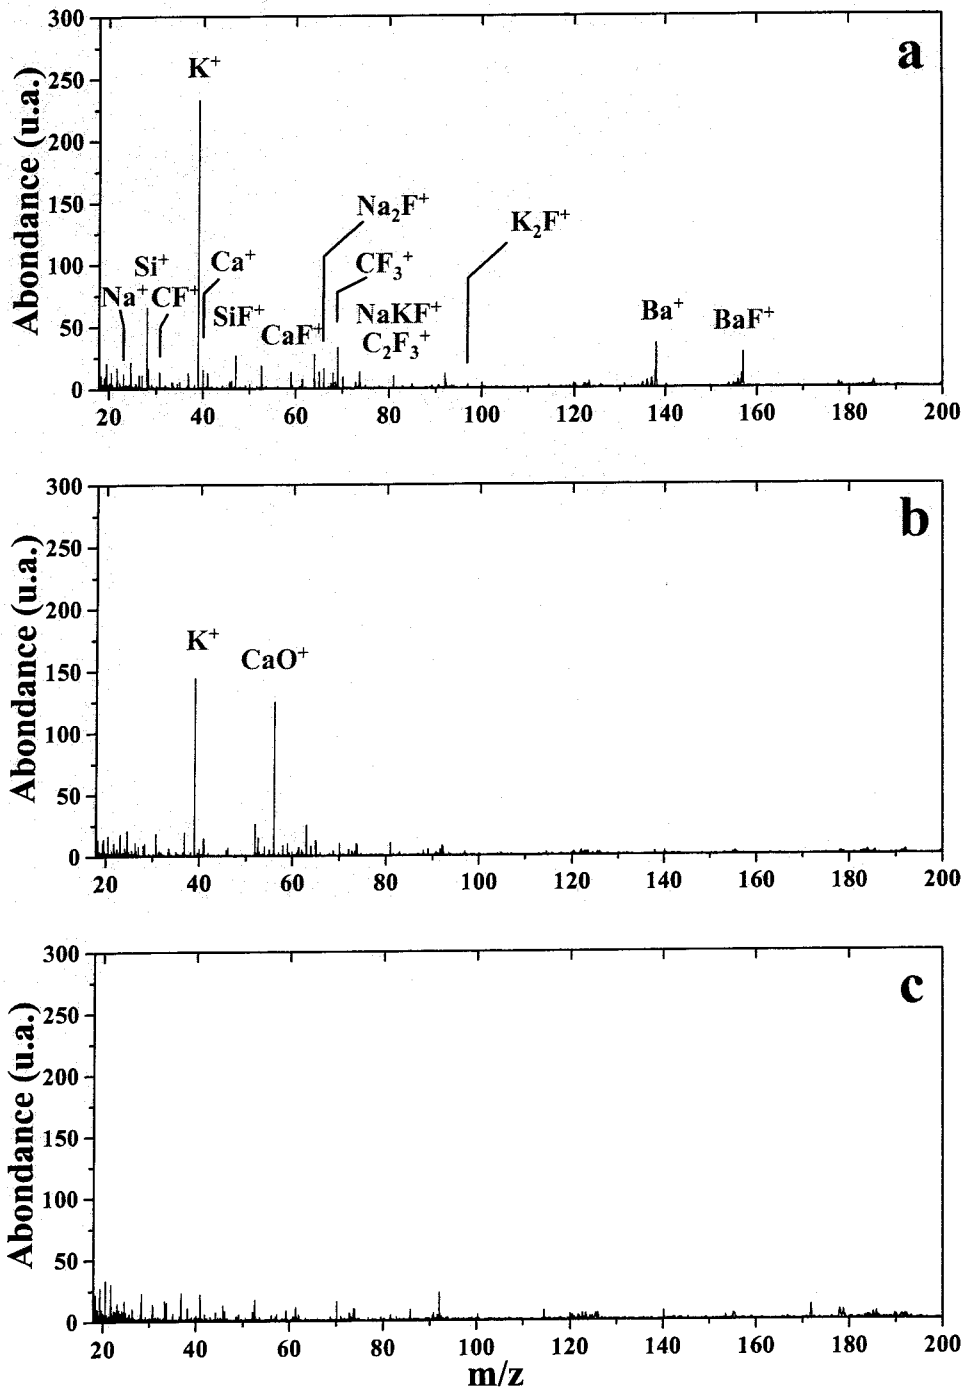 a
Abondance (u.a.)
300
250
200
150
100
50
0
K⁺
Na₂F⁺
K₂F⁺
Si⁺
Ca⁺
CF₃⁺
Na⁺ CF⁺
SiF⁺
NaKF⁺
CaF⁺
C₂F₃⁺
Ba⁺
BaF⁺
20 40 60 80 100 120 140 160 180 200
b
Abondance (u.a.)
300
250
200
150
100
50
0
K⁺
CaO⁺
20 40 60 80 100 120 140 160 180 200
c
Abondance (u.a.)
300
250
200
150
100
50
0
20 40 60 80 100 120 140 160 180 200
m/z